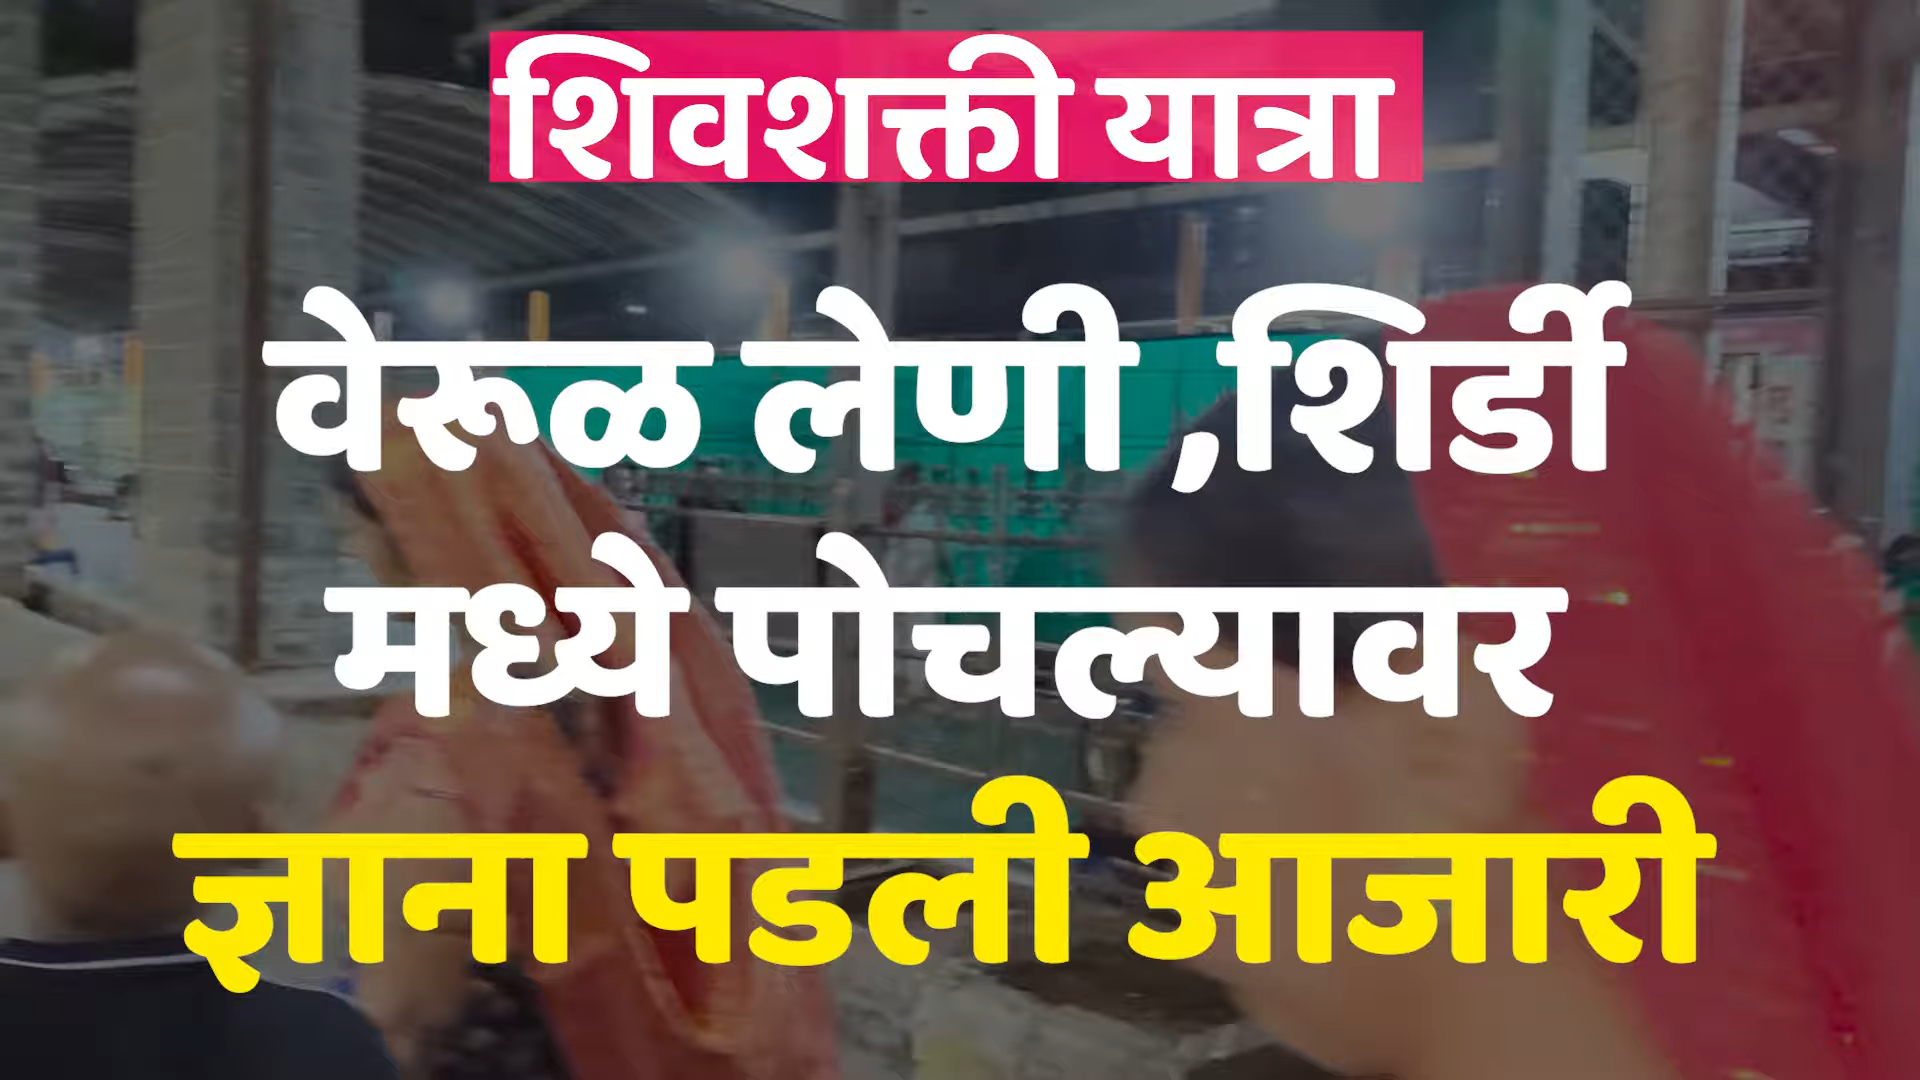 शिवशक्ती यात्रा
वेरूळ लेणी ,शिर्डी
मध्ये पोचल्यावर
ज्ञाना पडली आजारी